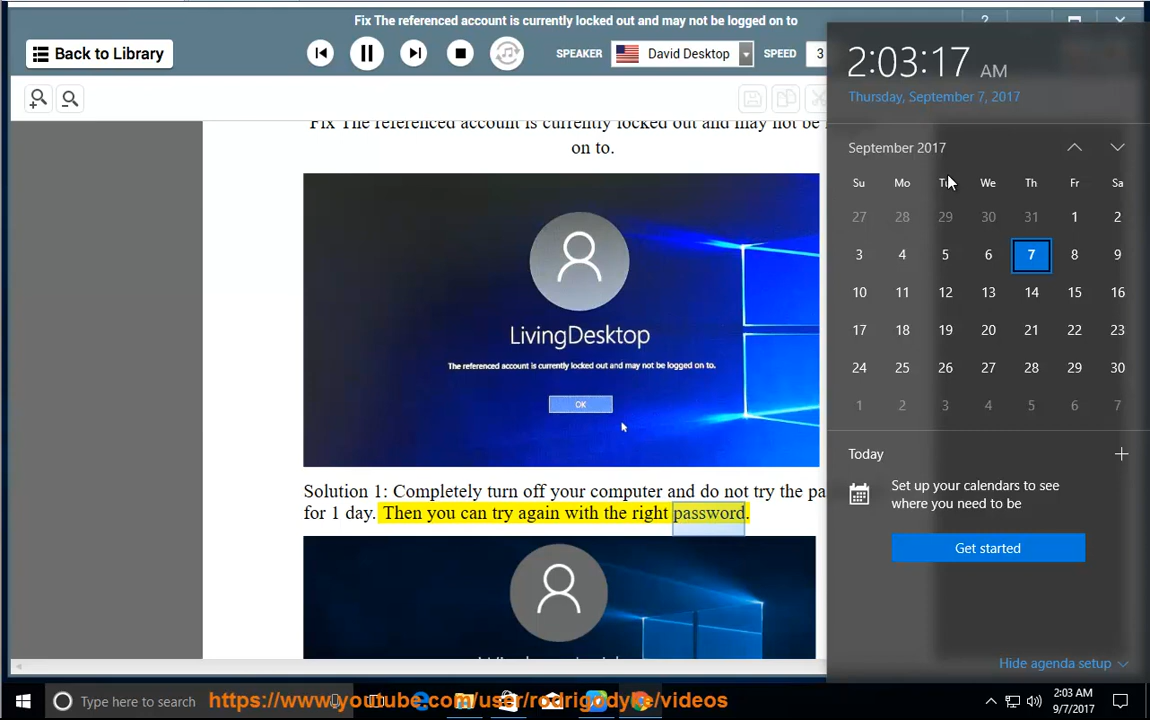 Fix The referenced account is currently locked out and may not be logged on to
?
Back to Library
SPEAKER
David Desktop
SPEED
3
Fix The referenced account is currently locked out and may not be
on to.
LivingDesktop
The referenced account is currently locked out and may not be logged on to.
OK
Solution 1: Completely turn off your computer and do not try the pa
for 1 day. Then you can try again with the right password.
2:03:17 AM
Thursday, September 7, 2017
September 2017
Su Mo Tu We Th Fr Sa
27 28 29 30 31 1 2
3 4 5 6 7 8 9
10 11 12 13 14 15 16
17 18 19 20 21 22 23
24 25 26 27 28 29 30
1 2 3 4 5 6 7
Today
Set up your calendars to see
where you need to be
Get started
Hide agenda setup
Type here to search
https://www.youtube.com/user/rodrigodyke/videos
2:03 AM
9/7/2017